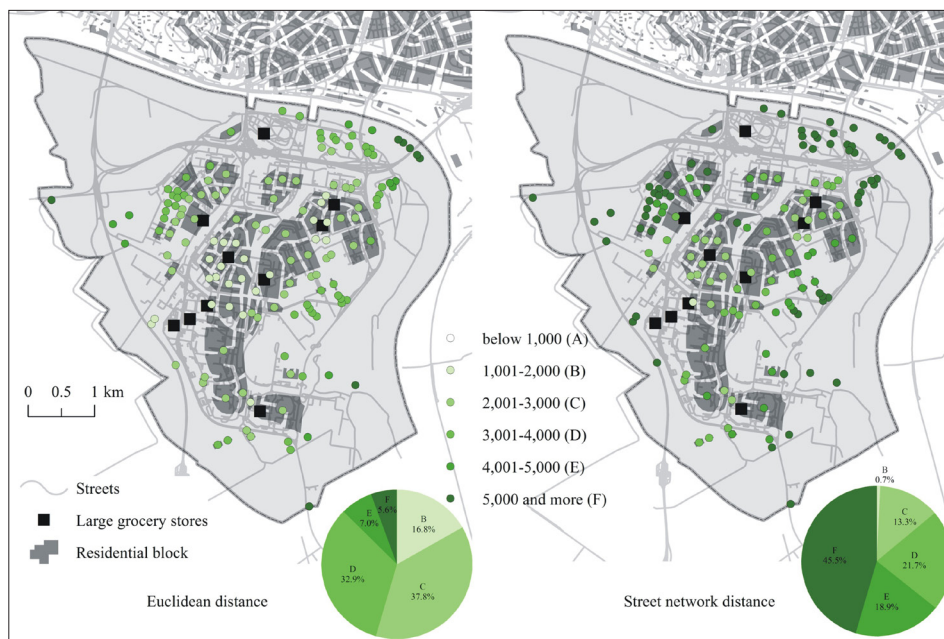 below 1,000 (A)
1,001-2,000 (B)
2,001-3,000 (C)
3,001-4,000 (D)
4,001-5,000 (E)
5,000 and more (F)
0 0.5 1 km
Streets
Large grocery stores
Residential block
Euclidean distance
F
5.6%
E
7.0%
B
16.8%
D
32.9%
C
37.8%
Street network distance
B
0.7%
C
13.3%
D
21.7%
E
18.9%
F
45.5%